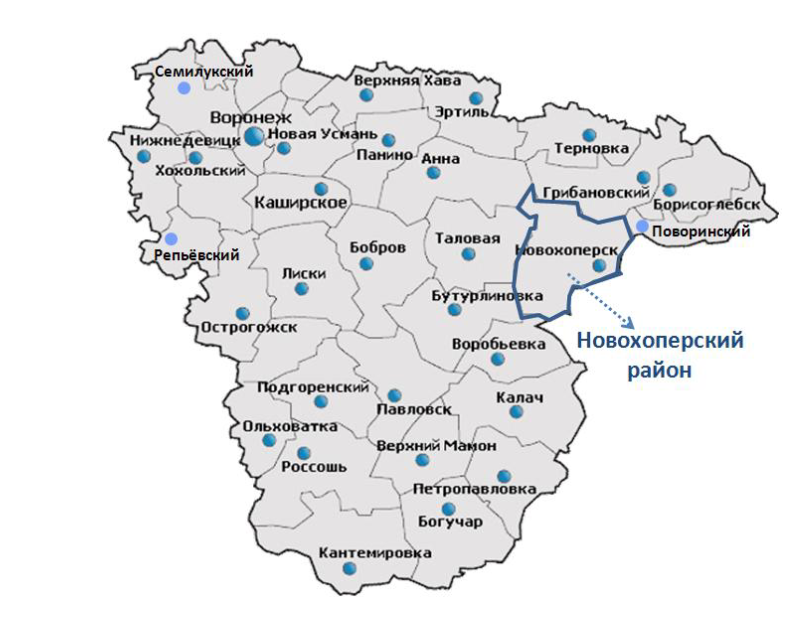 Семилукский
Верхняя Хава
Эртиль
Воронеж
Новая Усмань
Нижнедевицк
Терновка
Панино
Анна
Хохольский
Грибановский
Каширское
Борисоглебск
Поворинский
Таловая
Бобров
Новохоперск
Репьёвский
Лиски
Бутурлиновка
Острогожск
Воробьевка
Новохоперский
район
Подгоренский
Калач
Павловск
Ольховатка
Верхний Мамон
Россошь
Петропавловка
Богучар
Кантемировка